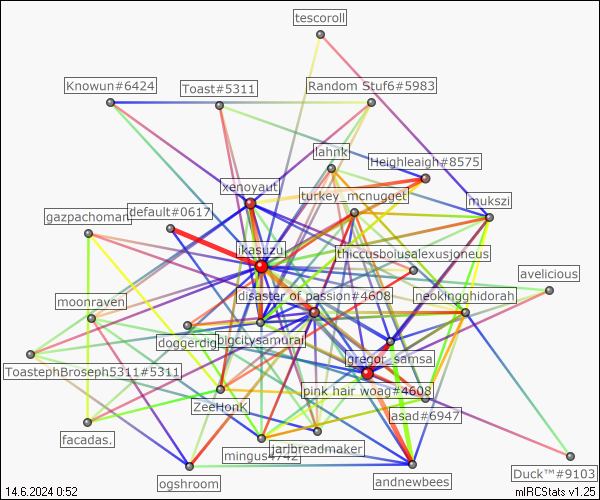 tescoroll
Knowun#6424
Toast#5311
Random Stuf6#5983
lahnk
Heighleaigh#8575
xenoyaut
turkey_mcnugget
mukszi
gazpachoman
default#0617
ikasuzu
thiccusboiusalexusjoneus
avelicious
moonraven
disaster of passion#4608
neokingghidorah
doggerdig
bigcitysamurai
gregor_samsa
ToastephBroseph5311#5311
pink hair woag#4608
ZeeHonk
asad#6947
facadas.
mingus4742
jarlbreadmaker
ogshroom
andnewbees
Duck™#9103
14.6.2024 0:52
mIRCStats v1.25